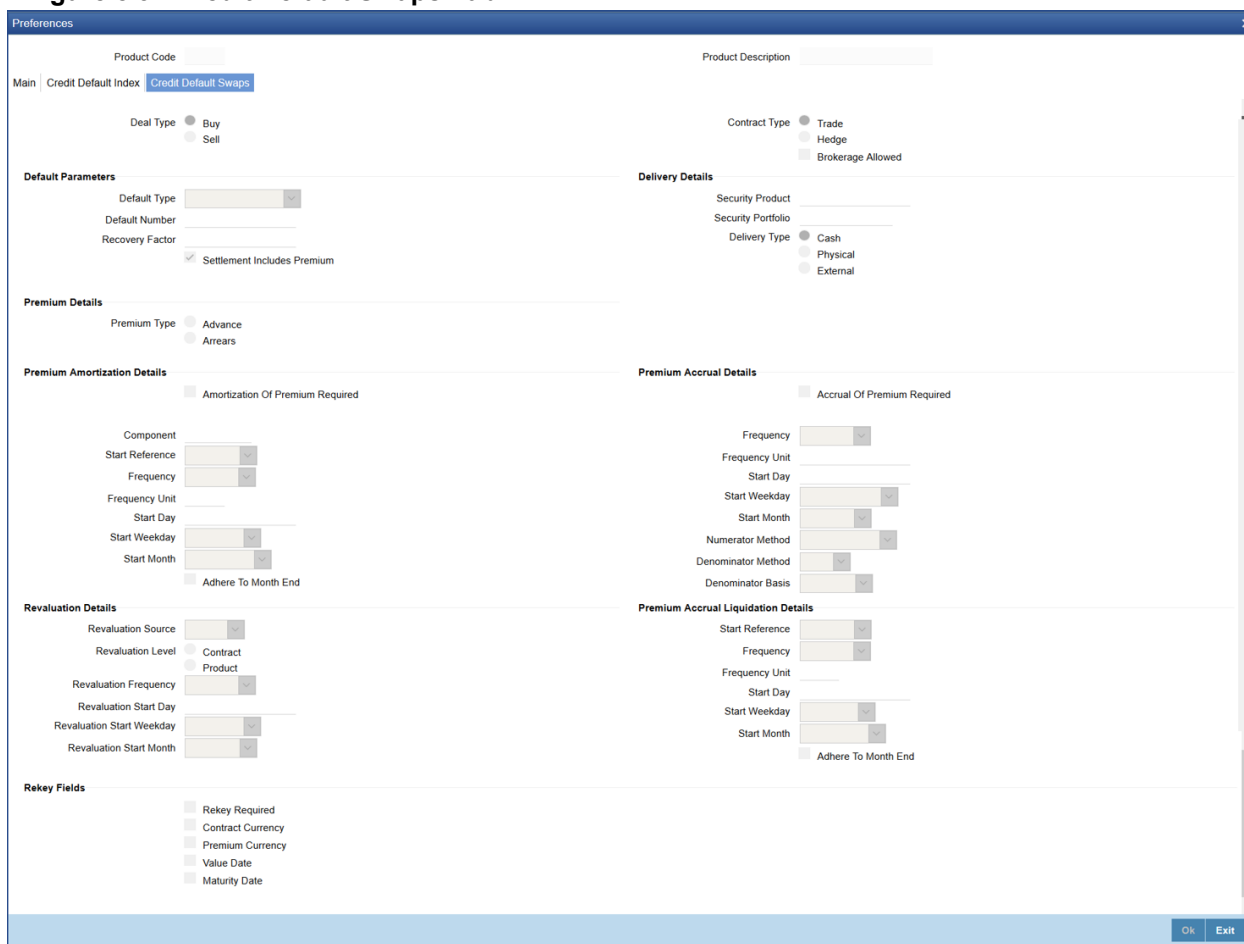 Preferences
Product Code
Product Description
Main Credit Default Index Credit Default Swaps
Deal Type Buy
Sell
Contract Type Trade
Hedge
Brokerage Allowed
Default Parameters
Default Type
Default Number
Recovery Factor
Settlement Includes Premium
Delivery Details
Security Product
Security Portfolio
Delivery Type Cash
Physical
External
Premium Details
Premium Type Advance
Arrears
Premium Amortization Details
Amortization Of Premium Required
Component
Start Reference
Frequency
Frequency Unit
Start Day
Start Weekday
Start Month
Adhere To Month End
Premium Accrual Details
Accrual Of Premium Required
Frequency
Frequency Unit
Start Day
Start Weekday
Start Month
Numerator Method
Denominator Method
Denominator Basis
Revaluation Details
Revaluation Source
Revaluation Level Contract
Product
Revaluation Frequency
Revaluation Start Day
Revaluation Start Weekday
Revaluation Start Month
Premium Accrual Liquidation Details
Start Reference
Frequency
Frequency Unit
Start Day
Start Weekday
Start Month
Adhere To Month End
Rekey Fields
Rekey Required
Contract Currency
Premium Currency
Value Date
Maturity Date
Ok Exit